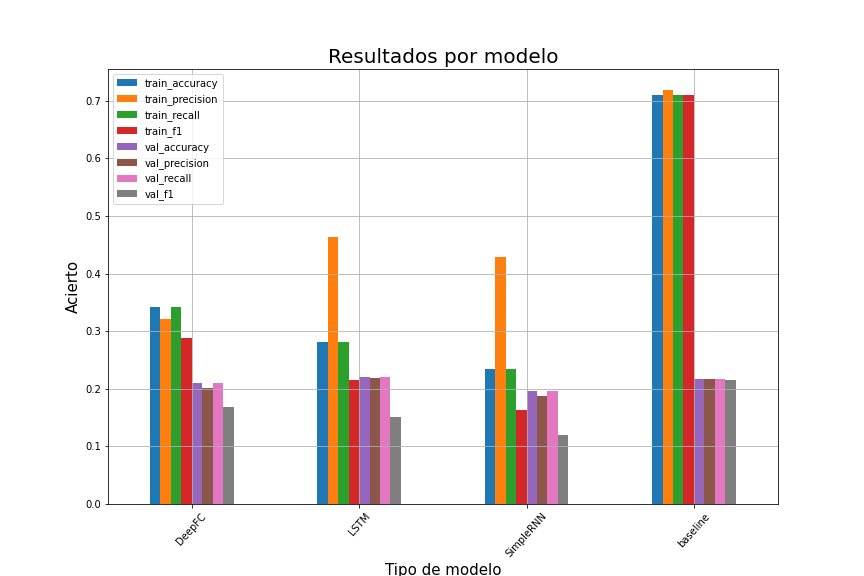 Resultados por modelo
train_accuracy
train_precision
train_recall
train_f1
val_accuracy
val_precision
val_recall
val_f1
Acierto
0.7
0.6
0.5
0.4
0.3
0.2
0.1
0.0
DeepFC
LSTM
SimpleRNN
baseline
Tipo de modelo